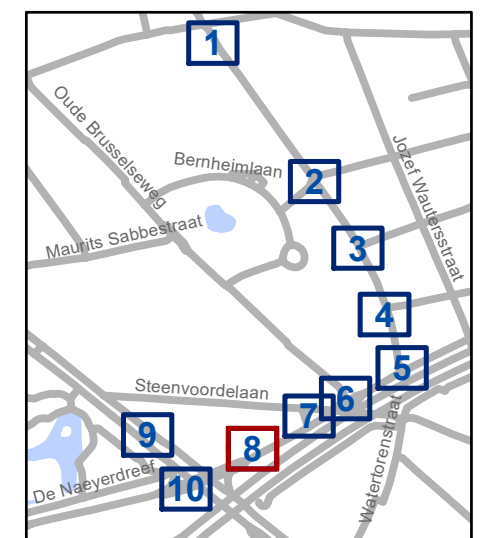 1
Oude Brusselseweg
Jozef Wautersstraat
Bernheimlaan
2
Maurits Sabbestraat
3
4
5
Steenvoordelaan
6
7
9
8
Watertorenstraat
De Naeyerdreef
10